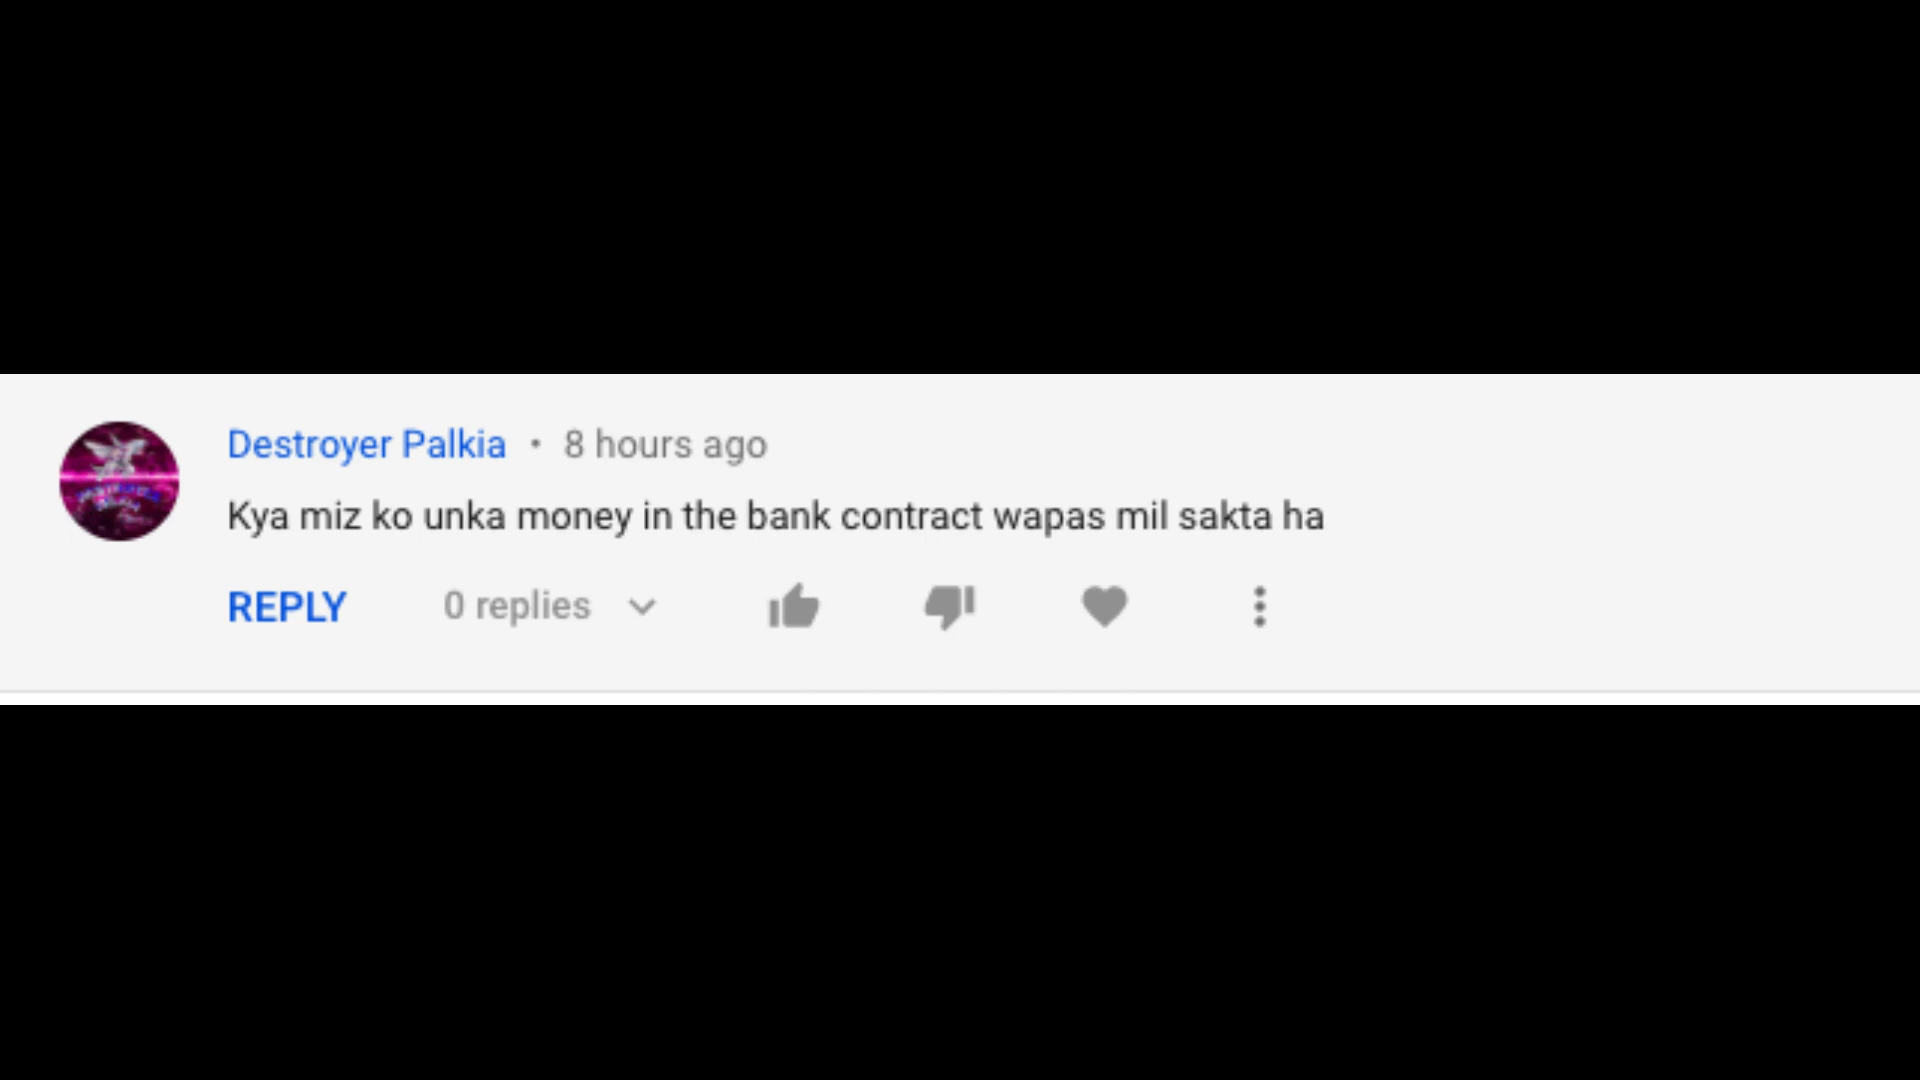 Destroyer Palkia • 8 hours ago
Kya miz ko unka money in the bank contract wapas mil sakta ha
REPLY 0 replies